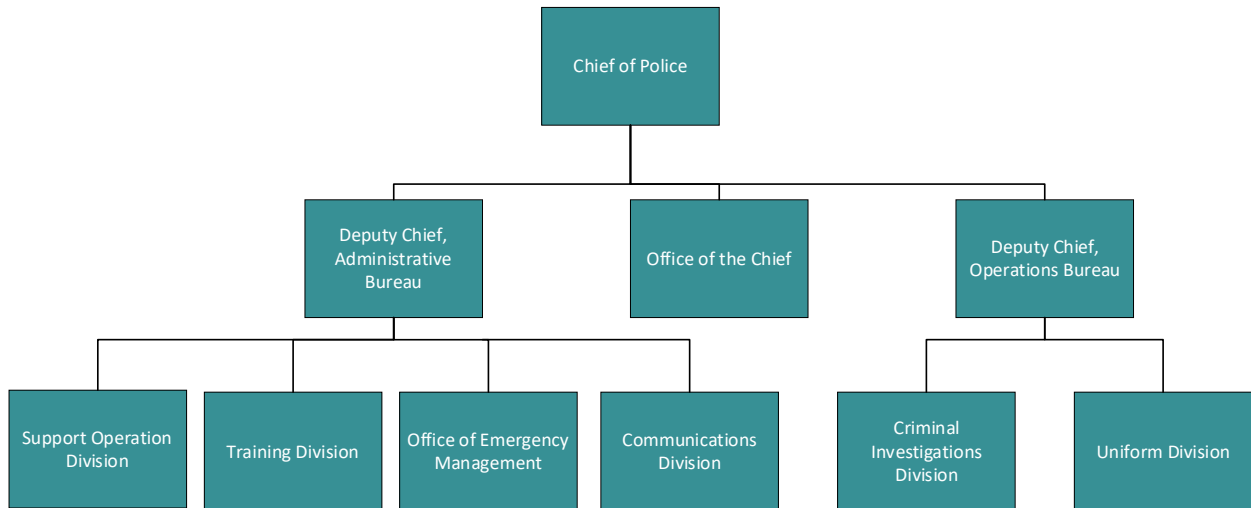 Chief of Police
Deputy Chief,
Administrative
Bureau
Office of the Chief
Deputy Chief,
Operations Bureau
Support Operation
Division
Training Division
Office of Emergency
Management
Communications
Division
Criminal
Investigations
Division
Uniform Division